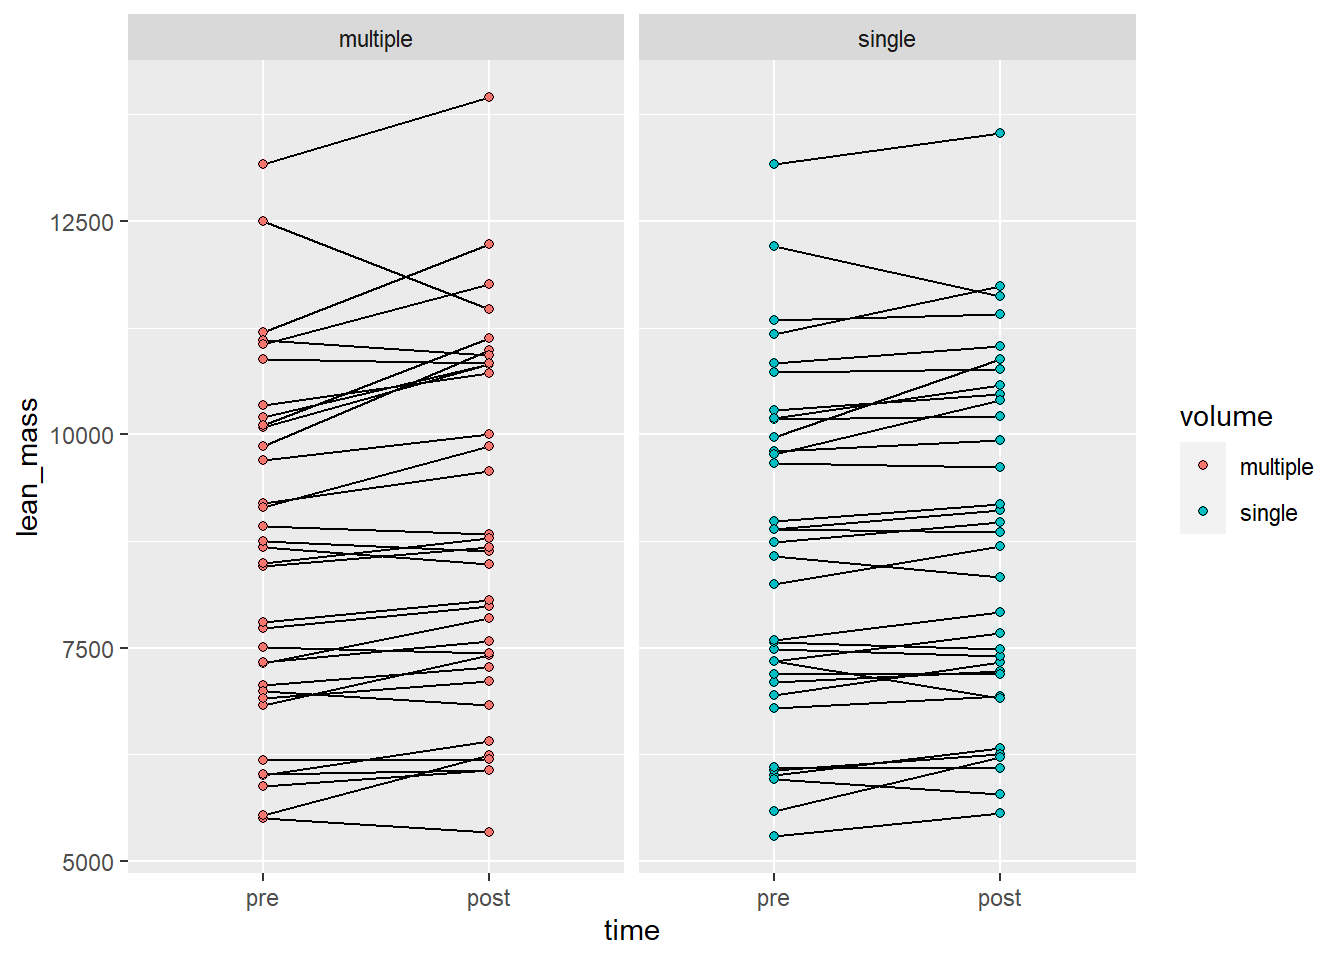 multiple single
lean_mass
12500
10000
7500
5000
pre post pre post
time
volume
multiple
single